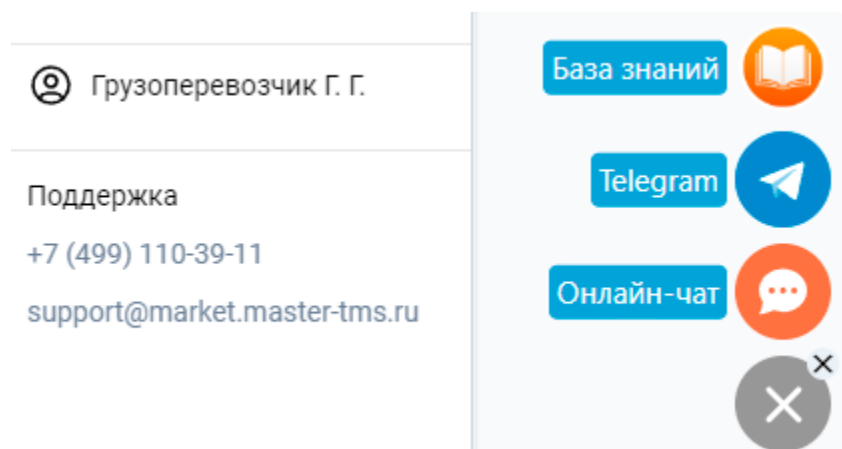 Грузоперевозчик Г. Г.
Поддержка
+7 (499) 110-39-11
support@market.master-tms.ru
База знаний
Telegram
Онлайн-чат